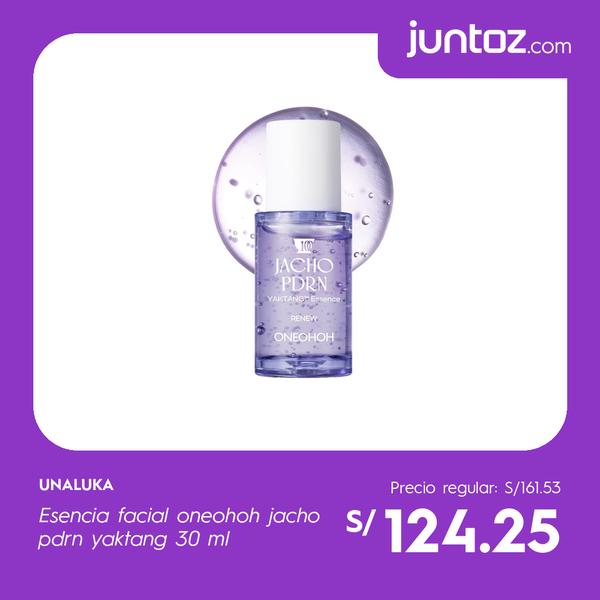 juntoz.com
JACHO
PDRN
YAKTANG® Essence
RENEW
ONEOHOH
UNALUKA
Esencia facial oneohoh jacho
pdrn yaktang 30 ml
Precio regular: S/161.53
S/124.25